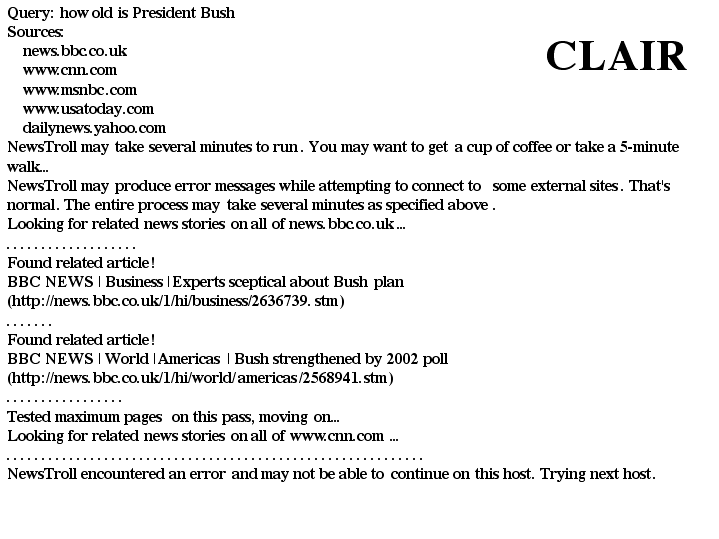 Query: how old is President Bush
Sources:
news.bbc.co.uk
www.cnn.com
www.msnbc.com
www.usatoday.com
dailynews.yahoo.com
CLAIR
NewsTroll may take several minutes to run. You may want to get a cup of coffee or take a 5-minute
walk...
NewsTroll may produce error messages while attempting to connect to some external sites. That's
normal. The entire process may take several minutes as specified above.
Looking for related news stories on all of news.bbc.co.uk...
...................
Found related article!
BBC NEWS | Business | Experts sceptical about Bush plan
(http://news.bbc.co.uk/1/hi/business/2636739.stm)
.......
Found related article!
BBC NEWS | World | Americas | Bush strengthened by 2002 poll
(http://news.bbc.co.uk/1/hi/world/americas/2568941.stm)
.................
Tested maximum pages on this pass, moving on...
Looking for related news stories on all of www.cnn.com ...
............................................................
NewsTroll encountered an error and may not be able to continue on this host. Trying next host.